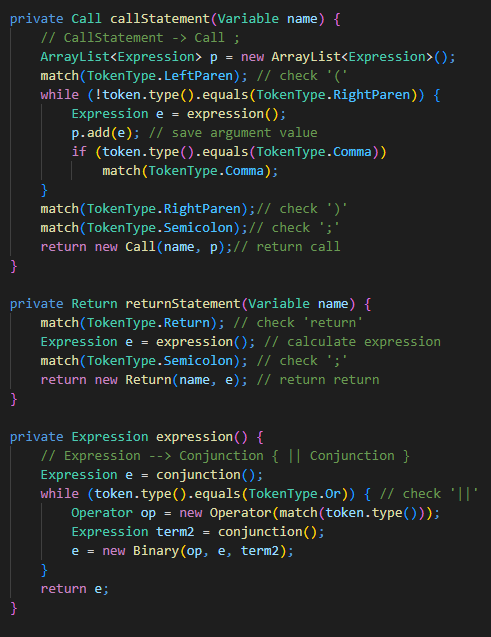 private Call callStatement(Variable name) {
    // CallStatement -> Call ;
    ArrayList<Expression> p = new ArrayList<Expression>();
    match(TokenType.LeftParen); // check '('
    while (!token.type().equals(TokenType.RightParen)) {
        Expression e = expression();
        p.add(e); // save argument value
        if (token.type().equals(TokenType.Comma))
            match(TokenType.Comma);
    }
    match(TokenType.RightParen);// check ')'
    match(TokenType.Semicolon);// check ';'
    return new Call(name, p);// return call
}

private Return returnStatement(Variable name) {
    match(TokenType.Return); // check 'return'
    Expression e = expression(); // calculate expression
    match(TokenType.Semicolon); // check ';'
    return new Return(name, e); // return return
}

private Expression expression() {
    // Expression --> Conjunction { || Conjunction }
    Expression e = conjunction();
    while (token.type().equals(TokenType.Or)) { // check '||'
        Operator op = new Operator(match(token.type()));
        Expression term2 = conjunction();
        e = new Binary(op, e, term2);
    }
    return e;
}